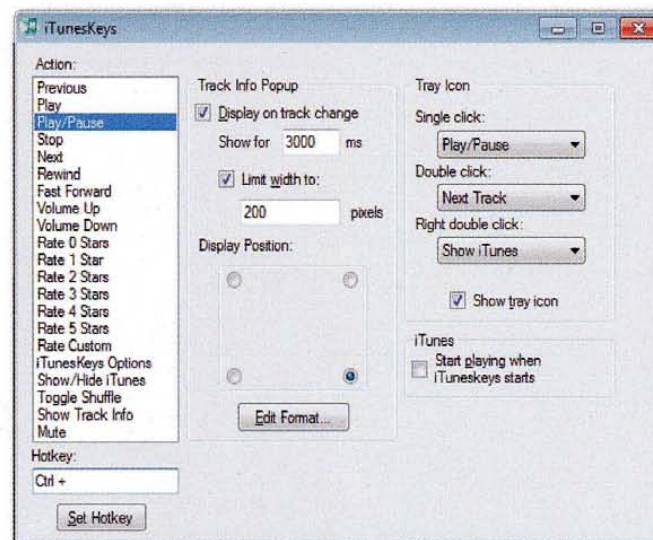 iTunesKeys
Action:
Previous
Play
Play/Pause
Stop
Next
Rewind
Fast Forward
Volume Up
Volume Down
Rate 0 Stars
Rate 1 Star
Rate 2 Stars
Rate 3 Stars
Rate 4 Stars
Rate 5 Stars
Rate Custom
iTunesKeys Options
Show/Hide iTunes
Toggle Shuffle
Show Track Info
Mute
Hotkey:
Ctrl +
Set Hotkey
Track Info Popup
Display on track change
Show for 3000 ms
Limit width to:
200 pixels
Display Position:
Edit Format...
Tray Icon
Single click:
Play/Pause
Double click:
Next Track
Right double click:
Show iTunes
Show tray icon
iTunes
Start playing when
iTuneskeys starts